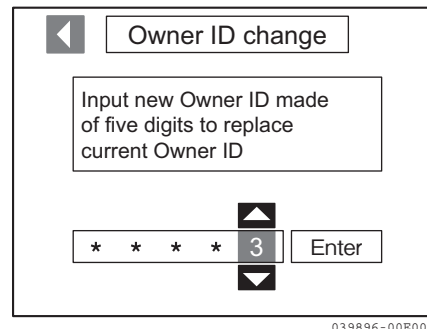 Owner ID change
Input new Owner ID made
of five digits to replace
current Owner ID
* * * * 3 Enter
039896-00E00